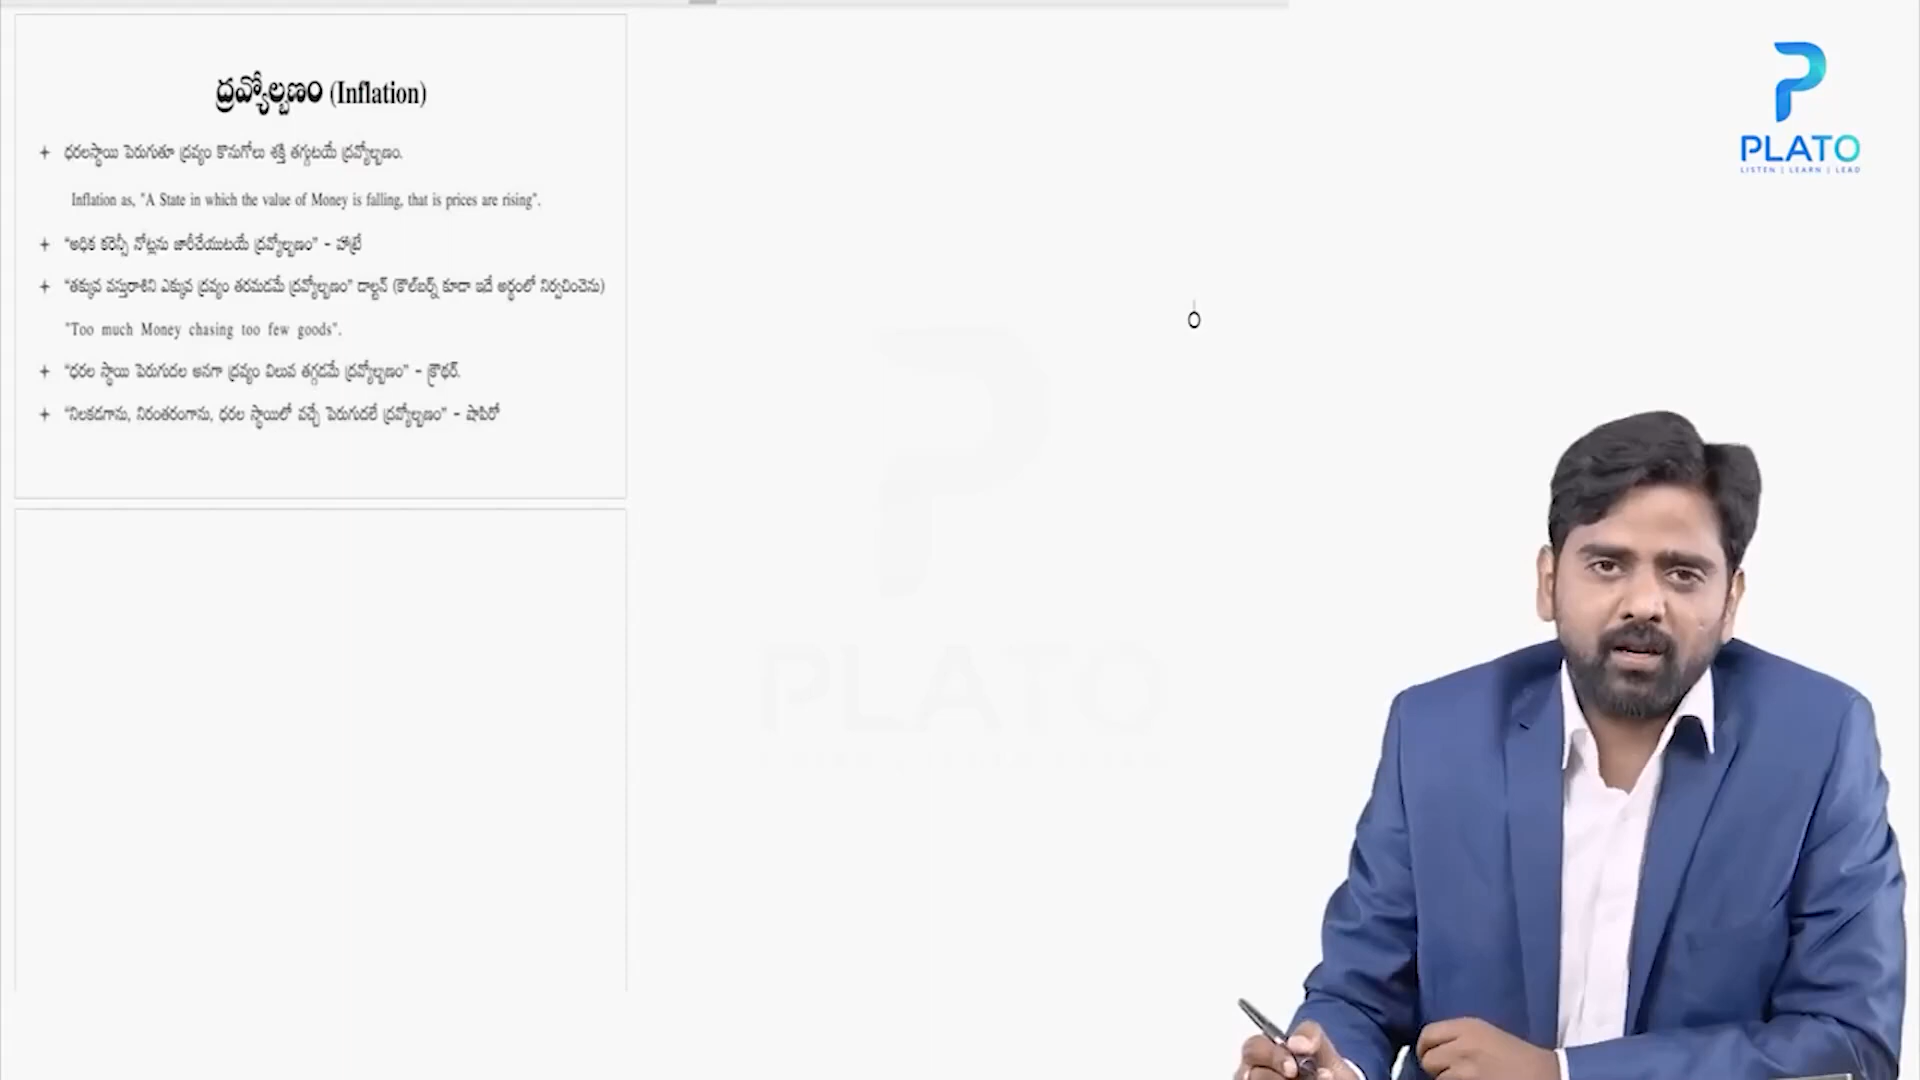 ద్రవ్యోల్బణం (Inflation)
+ ధరలస్థాయి పెరుగుతూ ద్రవ్యం కొనుగోలు శక్తి తగ్గుటయే ద్రవ్యోల్బణం.
Inflation as, "A State in which the value of Money is falling, that is prices are rising".
+ "అధిక కరెన్సీ నోట్లను జారీచేయుటయే ద్రవ్యోల్బణం" - హాట్రే
+ "తక్కువ వస్తురాశిని ఎక్కువ ద్రవ్యం తరమడమే ద్రవ్యోల్బణం" డాల్టన్ (కౌల్‌బర్న్ కూడా ఇదే అర్థంలో నిర్వచించెను)
"Too much Money chasing too few goods".
+ "ధరల స్థాయి పెరుగుదల అనగా ద్రవ్యం విలువ తగ్గడమే ద్రవ్యోల్బణం" - క్రౌథర్.
+ "నిలకడగాను, నిరంతరంగాను, ధరల స్థాయిలో వచ్చే పెరుగుదలే ద్రవ్యోల్బణం" - షాపిరో
PLATO
LISTEN | LEARN | LEAD
PLATO